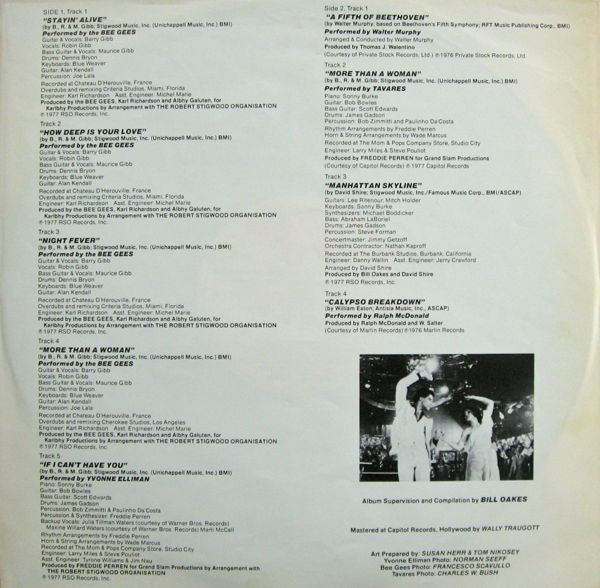 SIDE 1, Track 1
"STAYIN' ALIVE"
(by B., R. & M. Gibb; Stigwood Music, Inc. (Unichappell Music, Inc.) BMI)
Performed by the BEE GEES
Guitar & Vocals: Barry Gibb
Vocals: Robin Gibb
Bass Guitar & Vocals: Maurice Gibb
Drums: Dennis Bryon
Keyboards: Blue Weaver
Guitar: Alan Kendall
Percussion: Joe Lala
Recorded at Chateau D'Herouville, France
Overdubs and remixing Criteria Studios, Miami, Florida
Engineer: Karl Richardson Asst. Engineer: Michel Marie
Produced by the BEE GEES, Karl Richardson and Albhy Galuten, for
Karlbhy Productions by Arrangement with THE ROBERT STIGWOOD ORGANISATION
℗ 1977 RSO Records, Inc.
Track 2
"HOW DEEP IS YOUR LOVE"
(by B., R. & M. Gibb; Stigwood Music, Inc. (Unichappell Music, Inc.) BMI)
Performed by the BEE GEES
Guitar & Vocals: Barry Gibb
Vocals: Robin Gibb
Bass Guitar & Vocals: Maurice Gibb
Drums: Dennis Bryon
Keyboards: Blue Weaver
Guitar: Alan Kendall
Recorded at Chateau D'Herouville, France
Overdubs and remixing Criteria Studios, Miami, Florida
Engineer: Karl Richardson Asst. Engineer: Michel Marie
Produced by the BEE GEES, Karl Richardson and Albhy Galuten, for
Karlbhy Productions by Arrangement with THE ROBERT STIGWOOD ORGANISATION
℗ 1977 RSO Records, Inc.
Track 3
"NIGHT FEVER"
(by B., R. & M. Gibb; Stigwood Music, Inc. (Unichappell Music, Inc.) BMI)
Performed by the BEE GEES
Guitar & Vocals: Barry Gibb
Vocals: Robin Gibb
Bass Guitar & Vocals: Maurice Gibb
Drums: Dennis Bryon
Keyboards: Blue Weaver
Guitar: Alan Kendall
Recorded at Chateau D'Herouville, France
Overdubs and remixing Criteria Studios, Miami, Florida
Engineer: Karl Richardson Asst. Engineer: Michel Marie
Produced by the BEE GEES, Karl Richardson and Albhy Galuten, for
Karlbhy Productions by Arrangement with THE ROBERT STIGWOOD ORGANISATION
℗ 1977 RSO Records, Inc.
Track 4
"MORE THAN A WOMAN"
(by B., R. & M. Gibb; Stigwood Music, Inc. (Unichappell Music, Inc.) BMI)
Performed by the BEE GEES
Guitar & Vocals: Barry Gibb
Vocals: Robin Gibb
Bass Guitar & Vocals: Maurice Gibb
Drums: Dennis Bryon
Keyboards: Blue Weaver
Guitar: Alan Kendall
Percussion: Joe Lala
Recorded at Chateau D'Herouville, France
Overdubs and remixing Cherokee Studios, Los Angeles
Engineer: Karl Richardson Asst. Engineer: Michel Marie
Produced by the BEE GEES, Karl Richardson and Albhy Galuten, for
Karlbhy Productions by Arrangement with THE ROBERT STIGWOOD ORGANISATION
℗ 1977 RSO Records, Inc.
Track 5
"IF I CAN'T HAVE YOU"
(by B., R. & M. Gibb; Stigwood Music, Inc. (Unichappell Music, Inc.) BMI)
Performed by YVONNE ELLIMAN
Piano: Sonny Burke
Guitar: Bob Bowles
Bass Guitar: Scott Edwards
Drums: James Gadson
Percussion: Bob Zimmitti & Paulinho Da Costa
Percussion & Synthesizer: Freddie Perren
Backup Vocals: Julia Tillman Waters (courtesy of Warner Bros. Records)
Maxine Willard Waters (courtesy of Warner Bros. Records) Marti McCall
Rhythm Arrangements by Freddie Perren
Horn & String Arrangements by Wade Marcus
Recorded at The Mom & Pops Company Store, Studio City
Engineer: Larry Miles & Steve Pouliot
Asst. Engineer: Tyrone Williams & Jim Nau
Produced by FREDDIE PERREN for Grand Slam Productions by Arrangement with
THE ROBERT STIGWOOD ORGANISATION
℗ 1977 RSO Records, Inc.
Side 2, Track 1
"A FIFTH OF BEETHOVEN"
(by Walter Murphy; based on Beethoven's Fifth Symphony; RFT Music Publishing Corp., BMI)
Performed by Walter Murphy
Arranged & Conducted by Walter Murphy
Produced by Thomas J. Valentino
(Courtesy of Private Stock Records, Ltd.) ℗ 1976 Private Stock Records, Ltd.
Track 2
"MORE THAN A WOMAN"
(by B., R. & M. Gibb; Stigwood Music, Inc. (Unichappell Music, Inc.) BMI)
Performed by TAVARES
Piano: Sonny Burke
Guitar: Bob Bowles
Bass Guitar: Scott Edwards
Drums: James Gadson
Percussion: Bob Zimmitti and Paulinho Da Costa
Rhythm Arrangements by Freddie Perren
Horn & String Arrangements by Wade Marcus
Recorded at The Mom & Pops Company Store, Studio City
Engineer: Larry Miles & Steve Pouliot
Produced by FREDDIE PERREN for Grand Slam Productions
(Courtesy of Capitol Records) ℗ 1977 Capitol Records
Track 3
"MANHATTAN SKYLINE"
(by David Shire; Stigwood Music, Inc./Famous Music Corp., BMI/ASCAP)
Guitars: Lee Ritenour, Mitch Holder
Keyboards: Sonny Burke
Synthesizers: Michael Boddicker
Bass: Abraham LaBoriel
Drums: James Gadson
Percussion: Steve Forman
Concertmaster: Jimmy Getzoff
Orchestra Contractor: Nathan Kaproff
Recorded at The Burbank Studios, Burbank, California
Engineer: Danny Wallin Asst. Engineer: Jerry Crawford
Arranged by David Shire
Produced by Bill Oakes and David Shire
℗ 1977 RSO Records, Inc.
Track 4
"CALYPSO BREAKDOWN"
(by William Eaton; Antisia Music, Inc., ASCAP)
Performed by Ralph McDonald
Produced by Ralph McDonald and W. Salter
(Courtesy of Marlin Records) ℗ 1976 Marlin Records
Album Supervision and Compilation by BILL OAKES
Mastered at Capitol Records, Hollywood by WALLY TRAUGOTT
Art Prepared by: SUSAN HERR & TOM NIKOSEY
Yvonne Elliman Photo: NORMAN SEEFF
Bee Gees Photo: FRANCESCO SCAVULLO
Tavares Photo: CHARLES W. BUSH